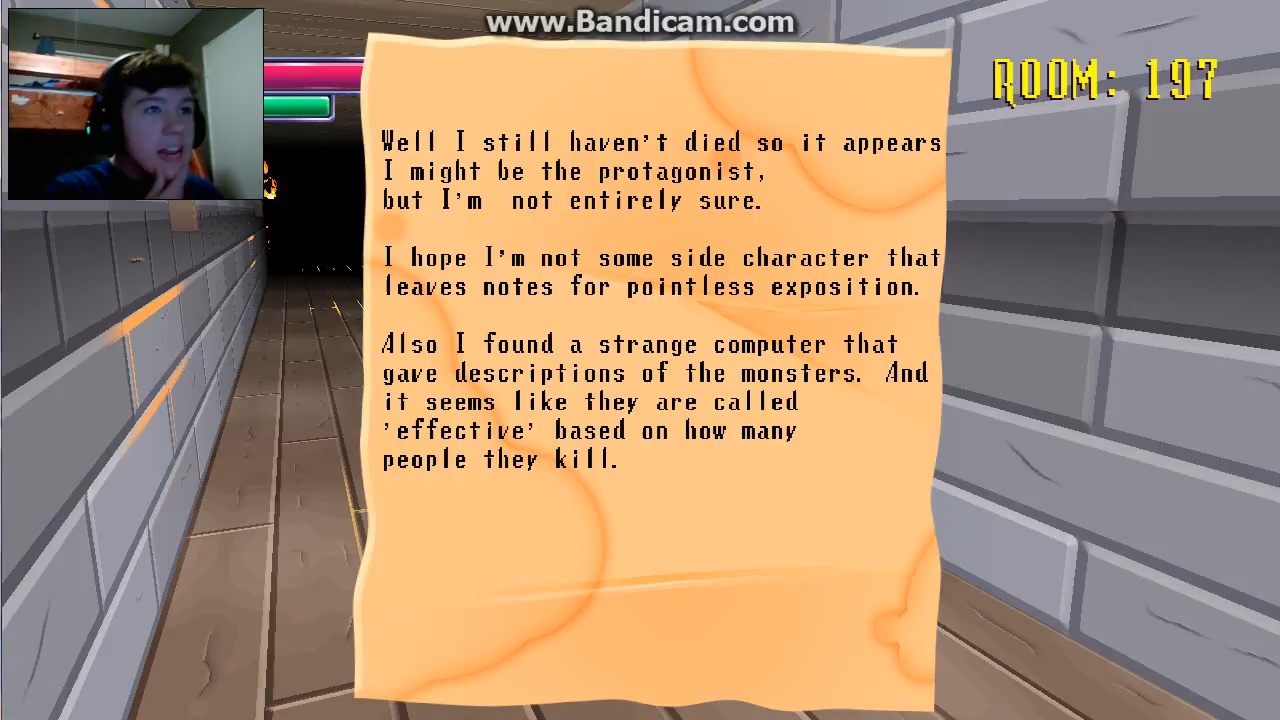 www.Bandicam.com
ROOM: 197
Well I still haven't died so it appears
I might be the protagonist,
but I'm  not entirely sure.
I hope I'm not some side character that
leaves notes for pointless exposition.
Also I found a strange computer that
gave descriptions of the monsters.  And
it seems like they are called
'effective' based on how many
people they kill.